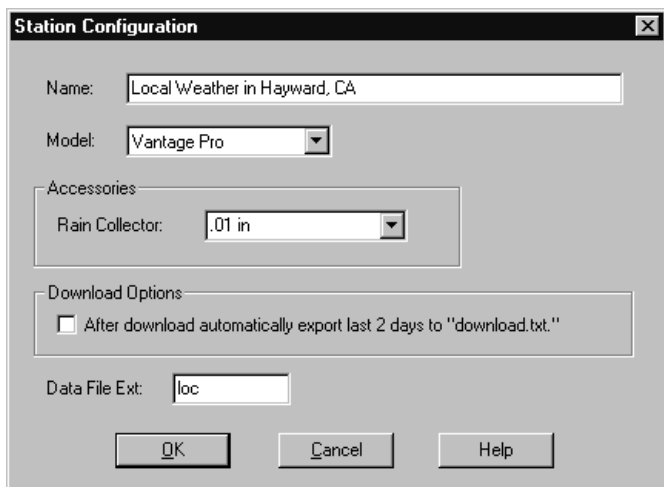 Station Configuration
Name: Local Weather in Hayward, CA
Model: Vantage Pro
Accessories
Rain Collector: .01 in
Download Options
After download automatically export last 2 days to "download.txt."
Data File Ext: loc
OK Cancel Help